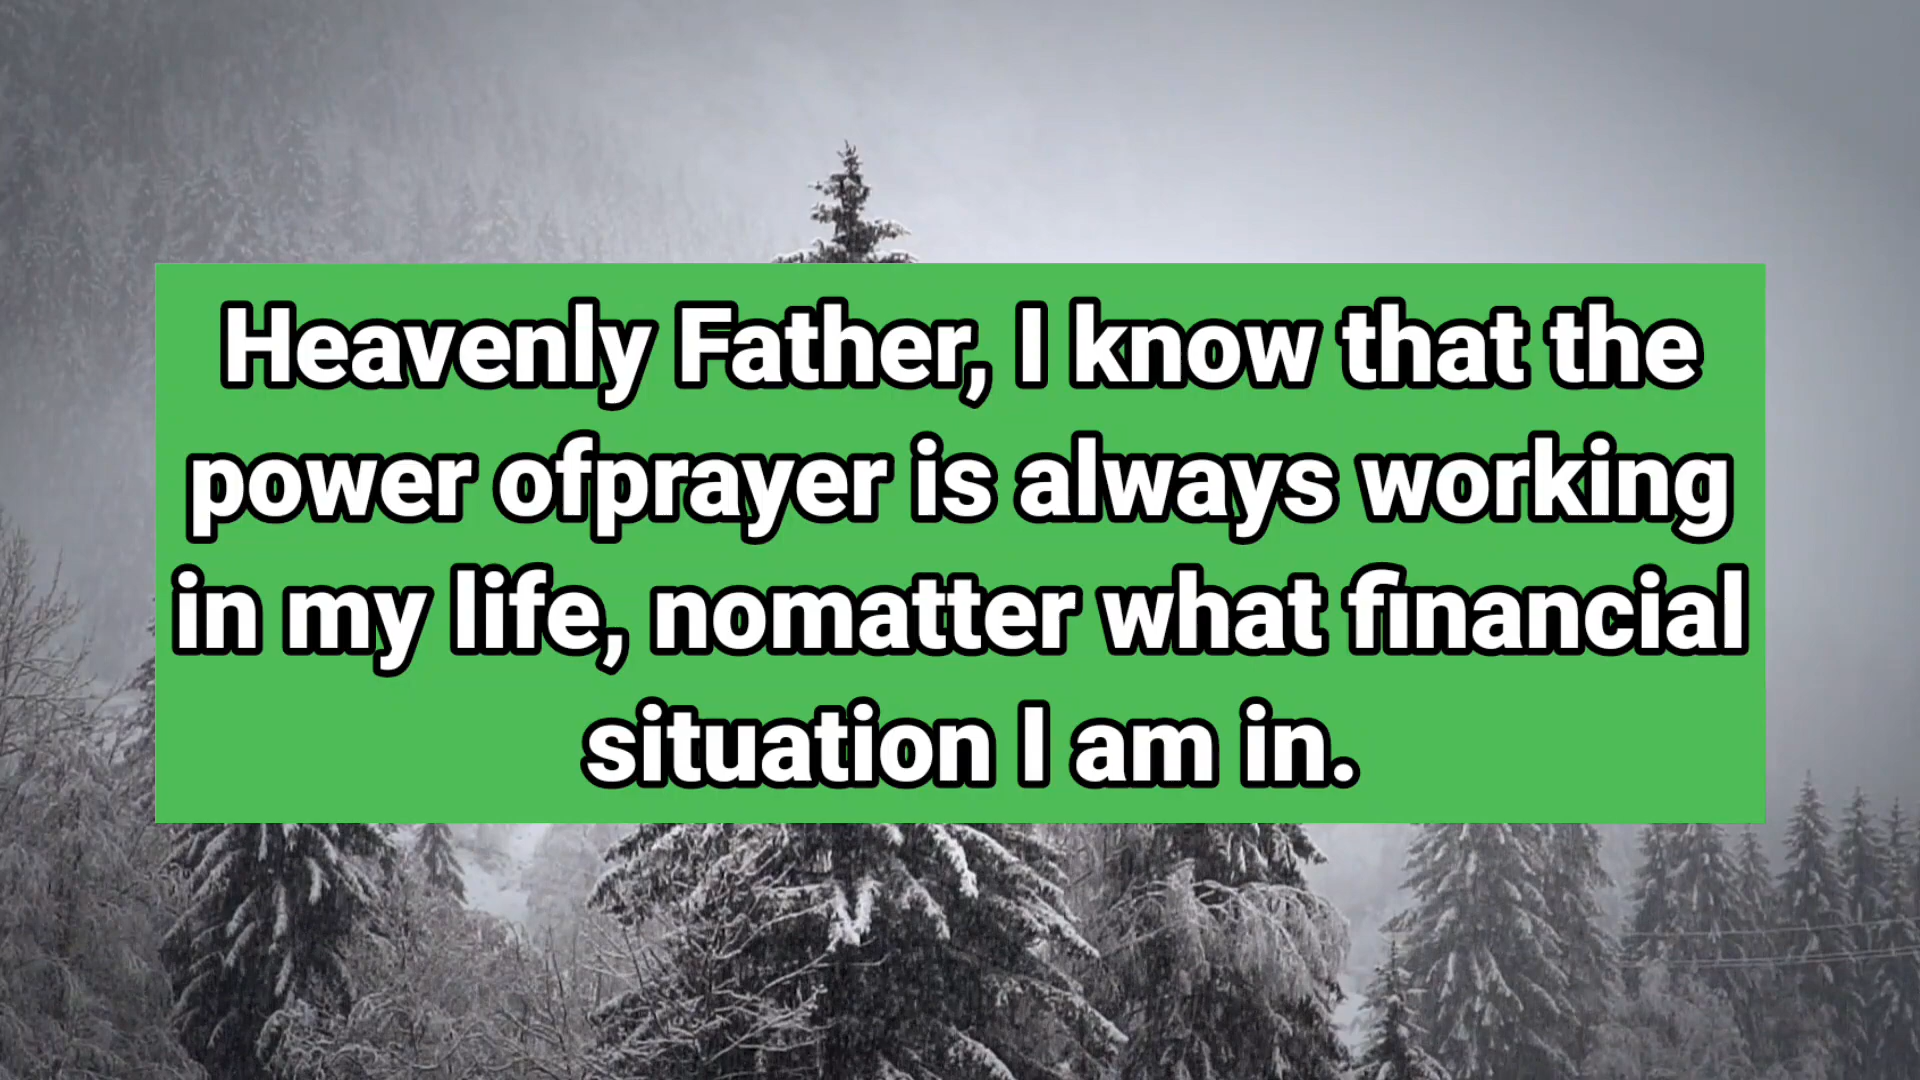 Heavenly Father, I know that the
power ofprayer is always working
in my life, nomatter what financial
situation I am in.